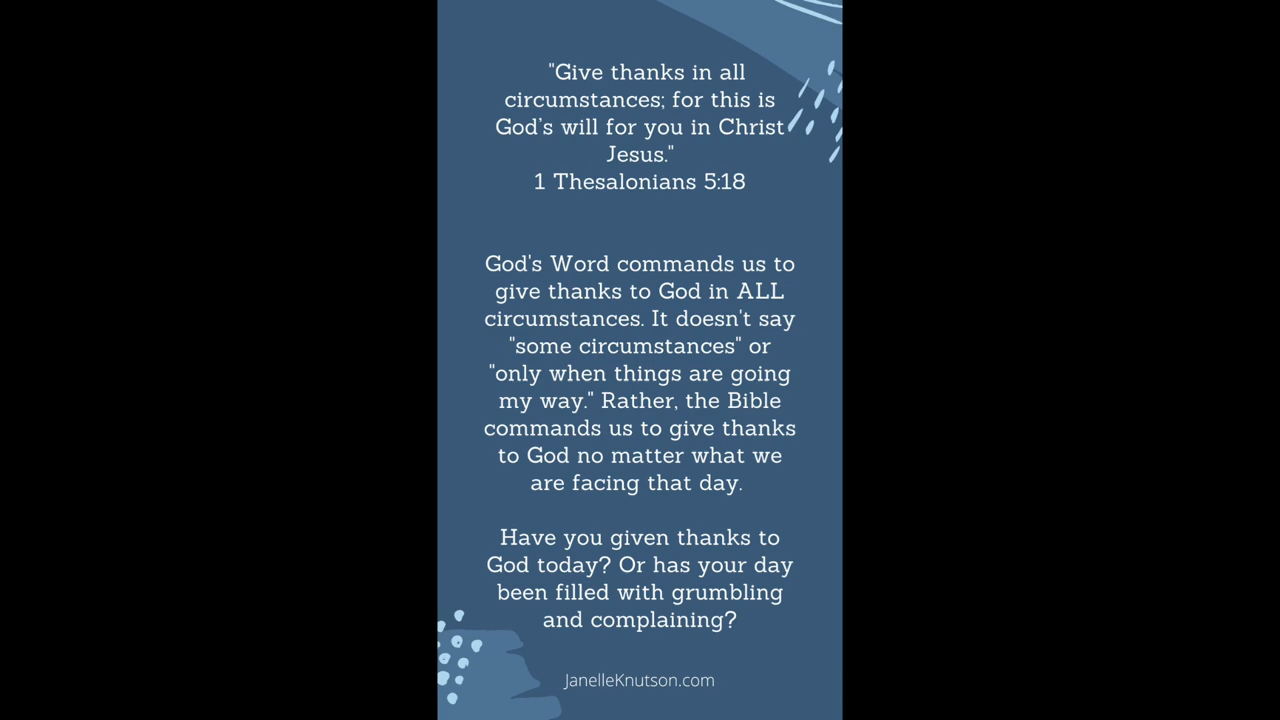 "Give thanks in all
circumstances; for this is
God's will for you in Christ
Jesus."
1 Thesalonians 5:18
God's Word commands us to
give thanks to God in ALL
circumstances. It doesn't say
"some circumstances" or
"only when things are going
my way." Rather, the Bible
commands us to give thanks
to God no matter what we
are facing that day.
Have you given thanks to
God today? Or has your day
been filled with grumbling
and complaining?
JanelleKnutson.com